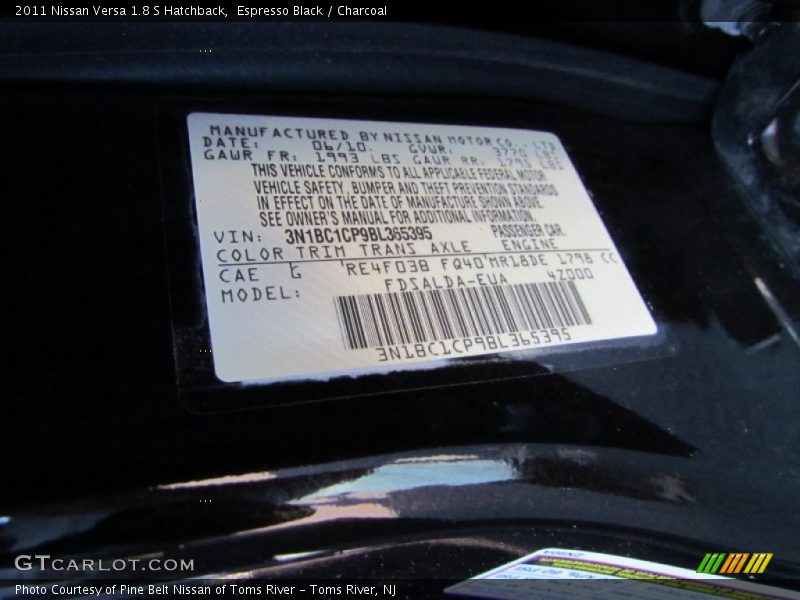 2011 Nissan Versa 1.8 S Hatchback, Espresso Black / Charcoal
MANUFACTURED BY NISSAN MOTOR CO., LTD
DATE: 06/10. GVWR: 3770 LBS
GAWR FR: 1993 LBS GAWR RR: 1795 LBS
THIS VEHICLE CONFORMS TO ALL APPLICABLE FEDERAL MOTOR
VEHICLE SAFETY, BUMPER AND THEFT PREVENTION STANDARDS
IN EFFECT ON THE DATE OF MANUFACTURE SHOWN ABOVE.
SEE OWNER'S MANUAL FOR ADDITIONAL INFORMATION.
VIN: 3N1BC1CP9BL365395 PASSENGER CAR.
COLOR TRIM TRANS AXLE ENGINE
CAE G RE4F03B FQ40 MR18DE 1798 CC
MODEL: FDSALDA-EUA 4Z000
3N1BC1CP9BL365395
GTCARLOT.COM
Photo Courtesy of Pine Belt Nissan of Toms River – Toms River, NJ